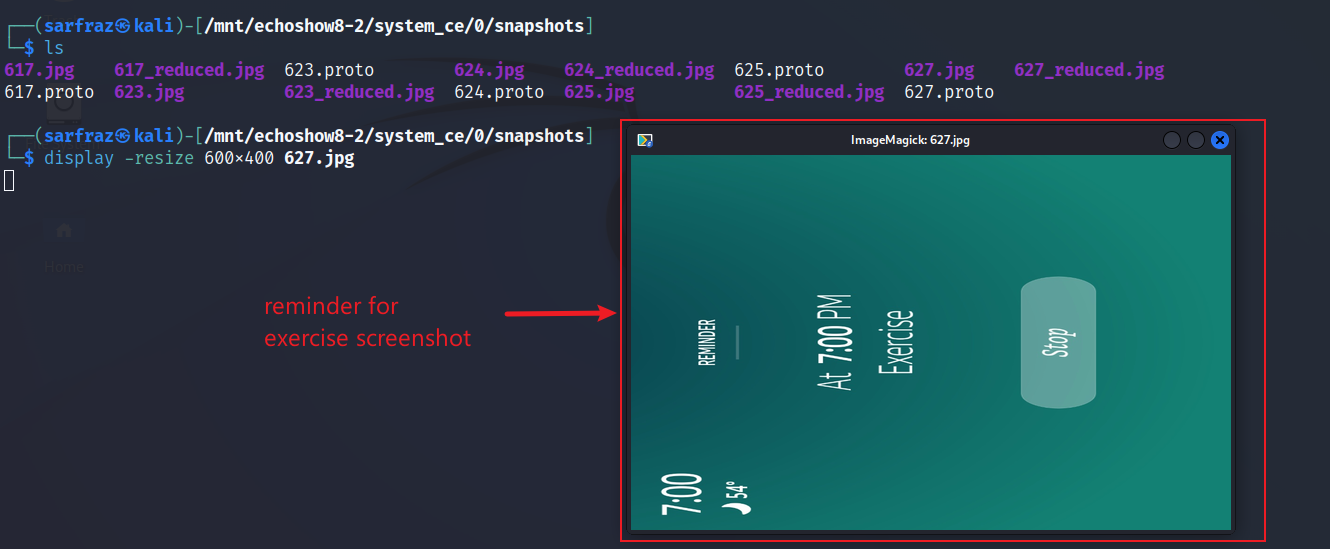 ┌──(sarfraz㉿kali)-[/mnt/echoshow8-2/system_ce/0/snapshots]
└─$ ls
617.jpg 617_reduced.jpg 623.proto 624.jpg 624_reduced.jpg 625.proto 627.jpg 627_reduced.jpg
617.proto 623.jpg 623_reduced.jpg 624.proto 625.jpg 625_reduced.jpg 627.proto
┌──(sarfraz㉿kali)-[/mnt/echoshow8-2/system_ce/0/snapshots]
└─$ display -resize 600×400 627.jpg
Home
reminder for
exercise screenshot
ImageMagick: 627.jpg
7:00
54°
REMINDER
At 7:00 PM
Exercise
Stop